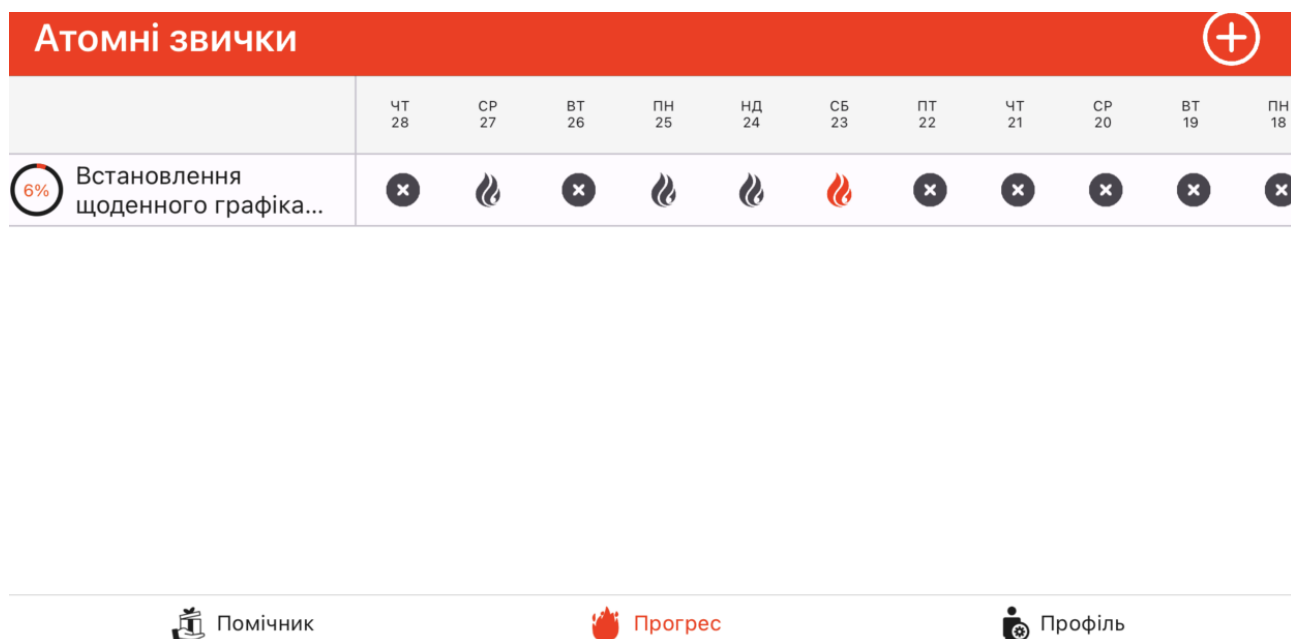 Атомні звички
ЧТ СР ВТ ПН НД СБ ПТ ЧТ СР ВТ ПН
28 27 26 25 24 23 22 21 20 19 18
6% Встановлення
щоденного графіка...
Помічник Прогрес Профіль